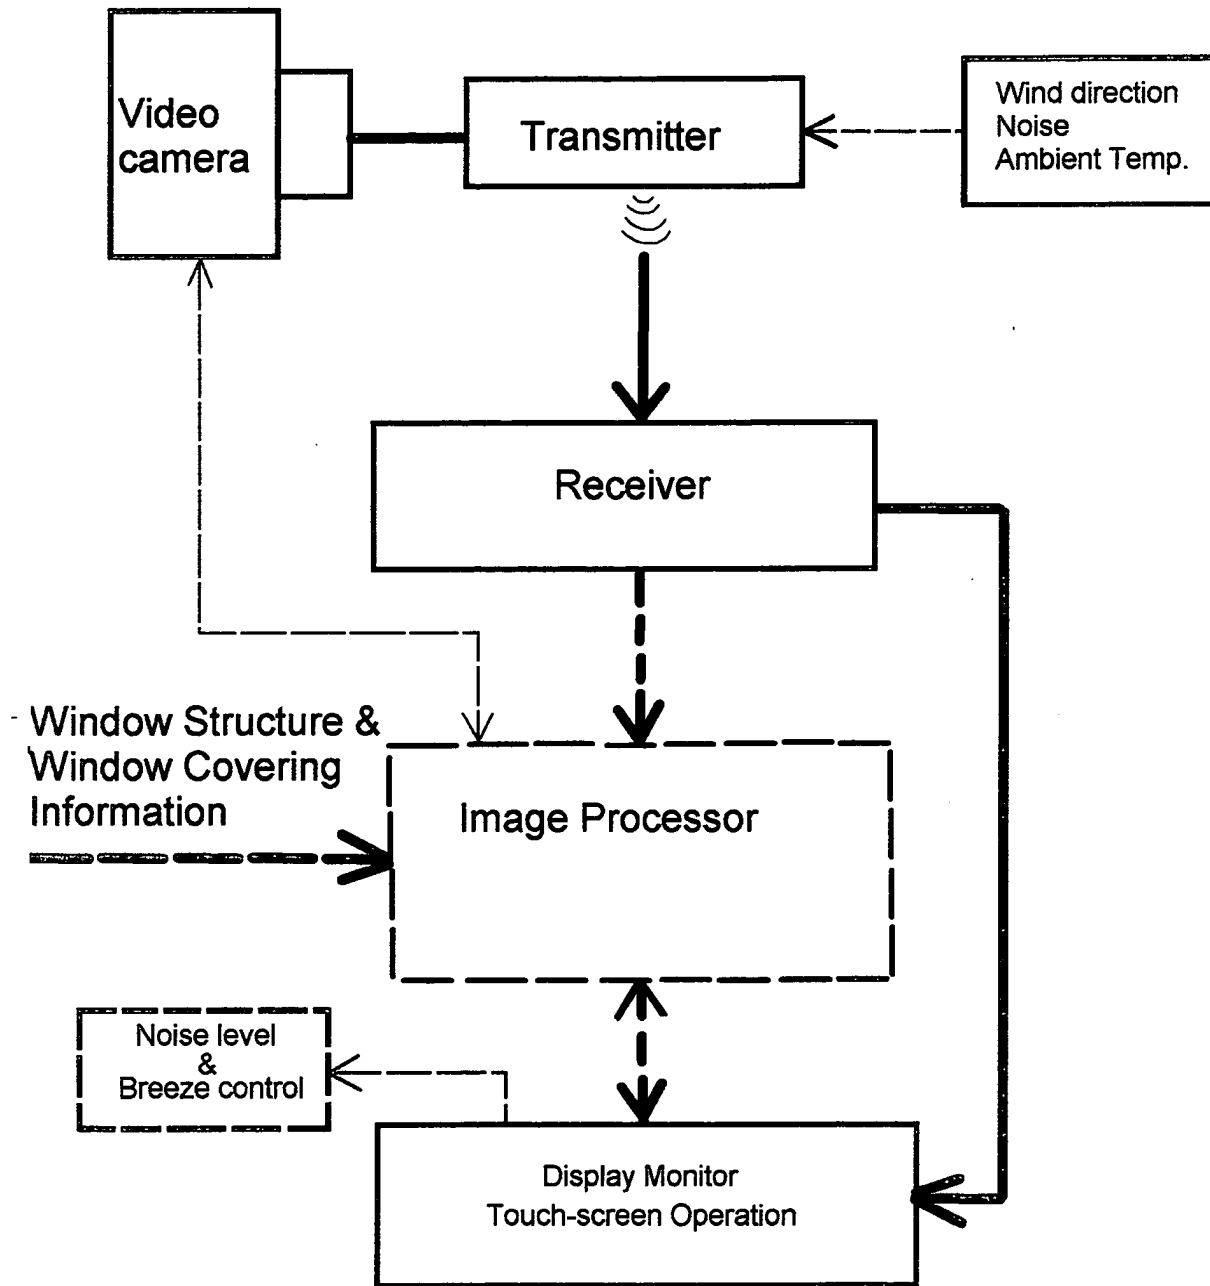 Video
camera
Transmitter
Wind direction
Noise
Ambient Temp.
Receiver
Window Structure &
Window Covering
Information
Image Processor
Noise level
&
Breeze control
Display Monitor
Touch-screen Operation